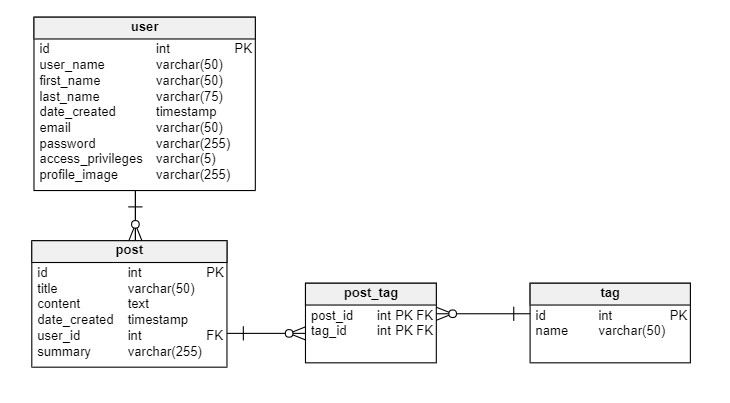 user
id int PK
user_name varchar(50)
first_name varchar(50)
last_name varchar(75)
date_created timestamp
email varchar(50)
password varchar(255)
access_privileges varchar(5)
profile_image varchar(255)
post
id int PK
title varchar(50)
content text
date_created timestamp
user_id int FK
summary varchar(255)
post_tag
post_id int PK FK
tag_id int PK FK
tag
id int PK
name varchar(50)